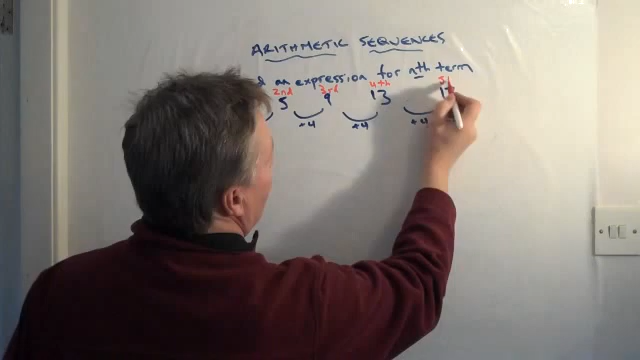 ARITHMETIC SEQUENCES
an expression for nth term
2nd 3rd 4th
5 9 13
+4 +4 +4